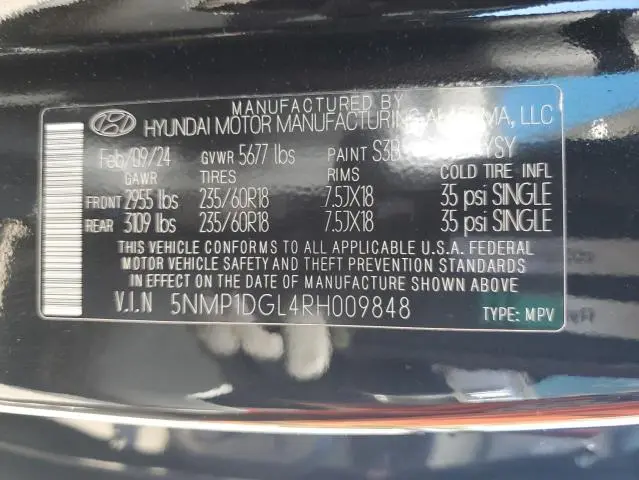 MANUFACTURED BY
HYUNDAI MOTOR MANUFACTURING ALABAMA, LLC
Feb/09/24 GVWR 5677 lbs PAINT
GAWR TIRES RIMS COLD TIRE INFL
FRONT 2955 lbs 235/60R18 7.5JX18 35 psi SINGLE
REAR 3109 lbs 235/60R18 7.5JX18 35 psi SINGLE
THIS VEHICLE CONFORMS TO ALL APPLICABLE U.S.A. FEDERAL
MOTOR VEHICLE SAFETY AND THEFT PREVENTION STANDARDS
IN EFFECT ON THE DATE OF MANUFACTURE SHOWN ABOVE.
V.I.N 5NMP1DGL4RH009848 TYPE: MPV